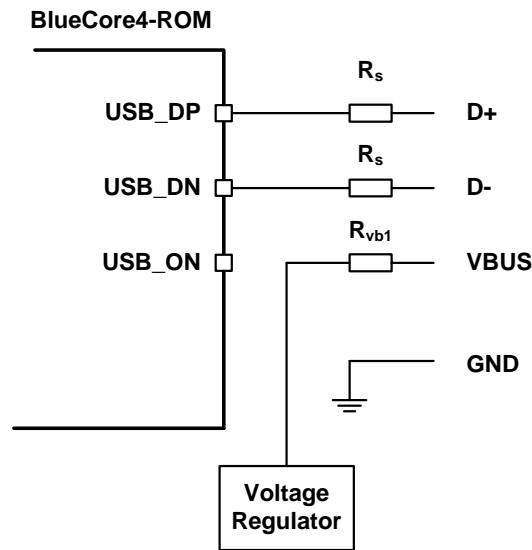 BlueCore4-ROM
Rs
USB_DP
D+
Rs
USB_DN
D-
Rvb1
USB_ON
VBUS
GND
Voltage
Regulator